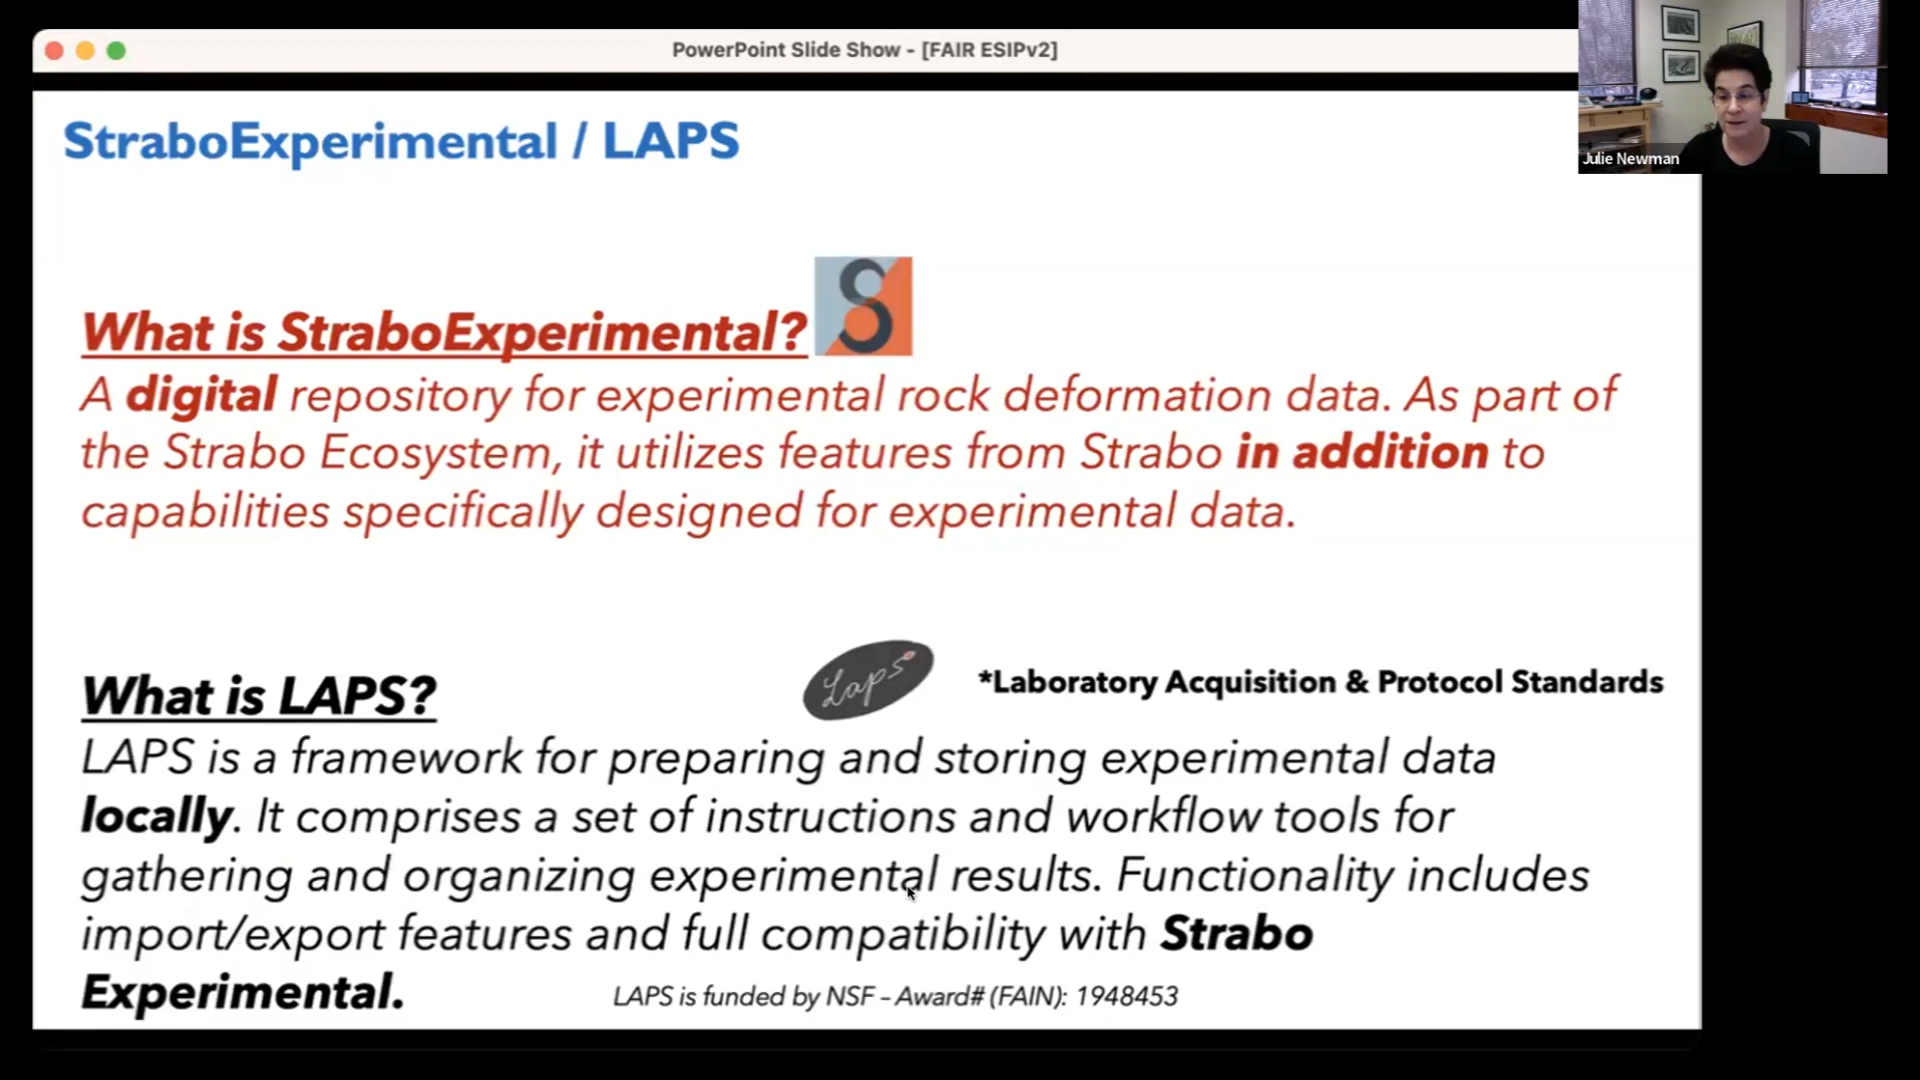 PowerPoint Slide Show - [FAIR ESIPv2]
StraboExperimental / LAPS
Julie Newman
What is StraboExperimental?
S
A digital repository for experimental rock deformation data. As part of
the Strabo Ecosystem, it utilizes features from Strabo in addition to
capabilities specifically designed for experimental data.
What is LAPS?
Laps
*Laboratory Acquisition & Protocol Standards
LAPS is a framework for preparing and storing experimental data
locally. It comprises a set of instructions and workflow tools for
gathering and organizing experimental results. Functionality includes
import/export features and full compatibility with Strabo
Experimental.
LAPS is funded by NSF – Award# (FAIN): 1948453